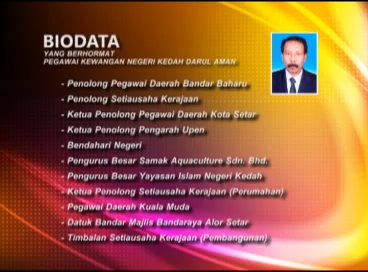 BIODATA
YANG BERHORMAT
PEGAWAI KEWANGAN NEGERI KEDAH DARUL AMAN
- Penolong Pegawai Daerah Bandar Baharu
- Penolong Setiausaha Kerajaan
- Ketua Penolong Pegawai Daerah Kota Setar
- Ketua Penolong Pengarah Upen
- Bendahari Negeri
- Pengurus Besar Samak Aquaculture Sdn. Bhd.
- Pengurus Besar Yayasan Islam Negeri Kedah
- Ketua Penolong Setiausaha Kerajaan (Perumahan)
- Pegawai Daerah Kuala Muda
- Datuk Bandar Majlis Bandaraya Alor Setar
- Timbalan Setiausaha Kerajaan (Pembangunan)